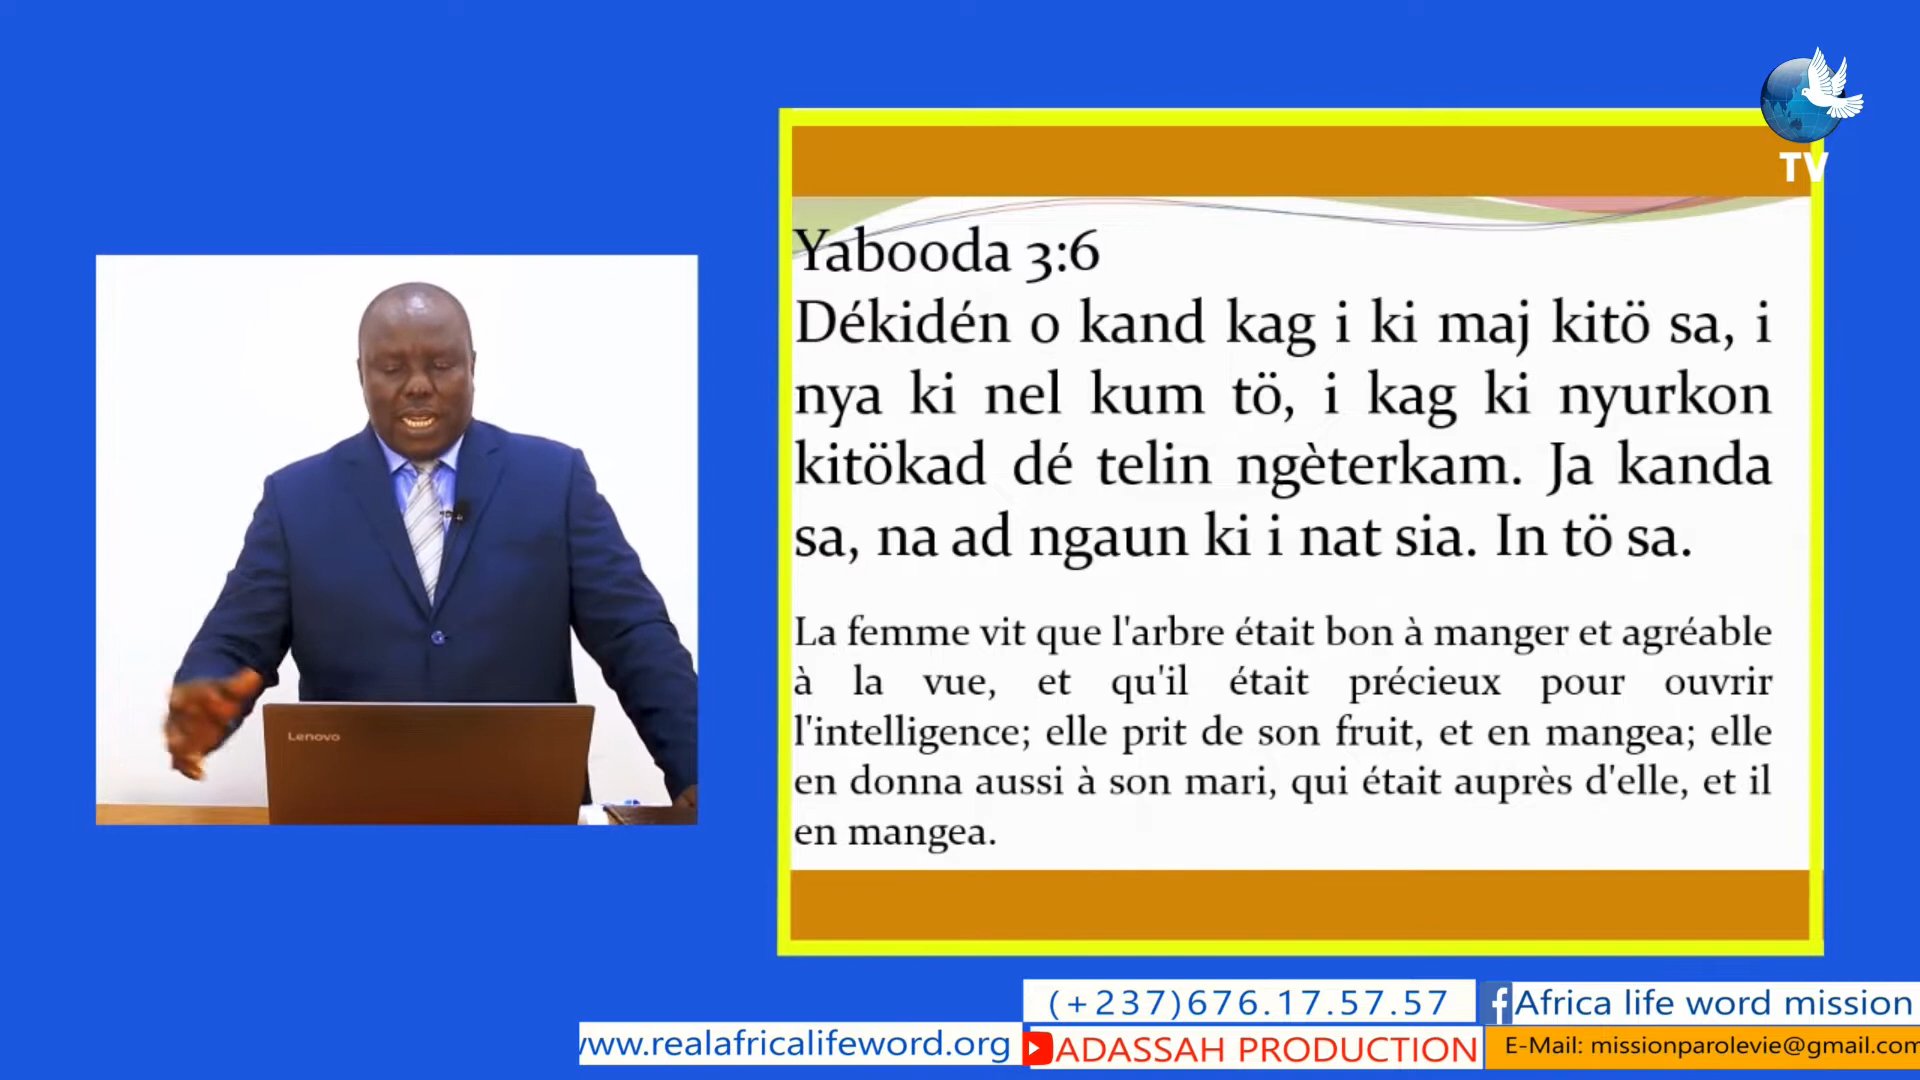 TV
Yabooda 3:6
Dékidén o kand kag i ki maj kitö sa, i
nya ki nel kum tö, i kag ki nyurkon
kitökad dé telin ngèterkam. Ja kanda
sa, na ad ngaun ki i nat sia. In tö sa.
La femme vit que l'arbre était bon à manger et agréable
à la vue, et qu'il était précieux pour ouvrir
l'intelligence; elle prit de son fruit, et en mangea; elle
en donna aussi à son mari, qui était auprès d'elle, et il
en mangea.
Lenovo
(+237)676.17.57.57
Africa life word mission
www.realafricalifeword.org
ADASSAH PRODUCTION
E-Mail: missionparolevie@gmail.com